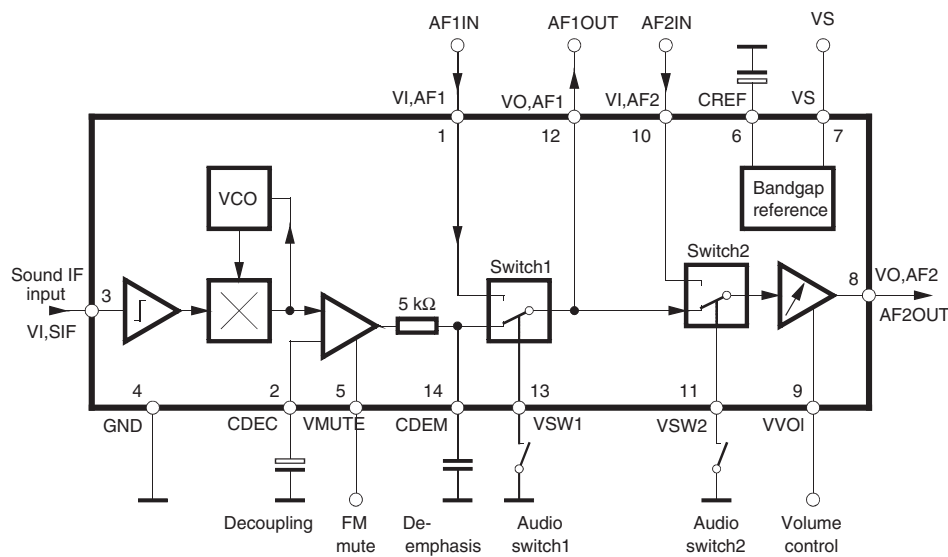 AF1IN AF1OUT AF2IN VS
VI,AF1 VO,AF1 VI,AF2 CREF VS
1 12 10 6 7
VCO
Bandgap
reference
Sound IF
input
VI,SIF
3
Switch1
Switch2
5 kΩ
8
VO,AF2
AF2OUT
4 2 5 14 13 11 9
GND CDEC VMUTE CDEM VSW1 VSW2 VVOl
Decoupling FM De- Audio Audio Volume
mute emphasis switch1 switch2 control